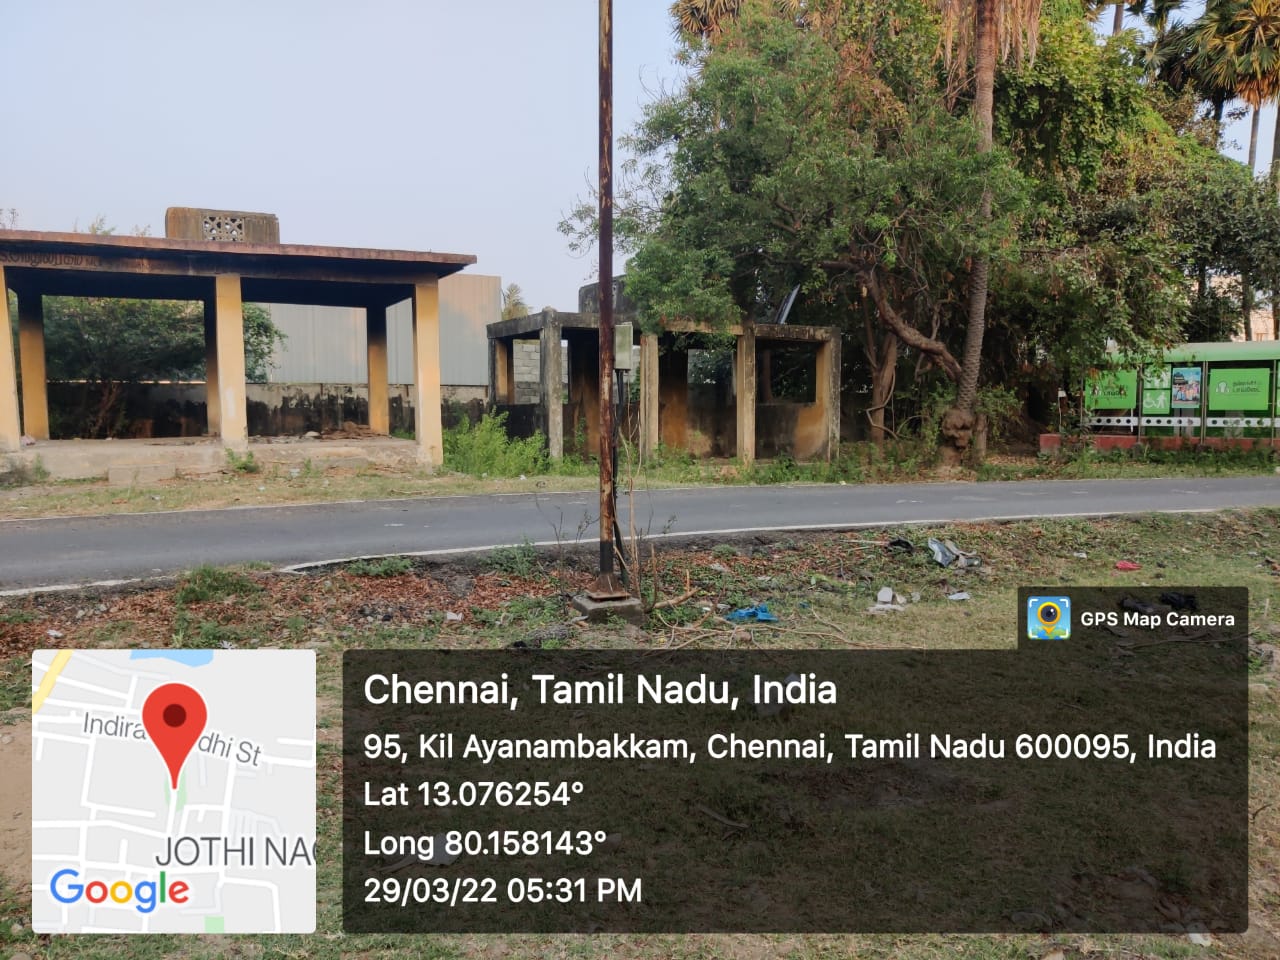 GPS Map Camera
Chennai, Tamil Nadu, India
95, Kil Ayanambakkam, Chennai, Tamil Nadu 600095, India
Lat 13.076254°
Long 80.158143°
29/03/22 05:31 PM
Indira
dhi St
JOTHI NAG
Google